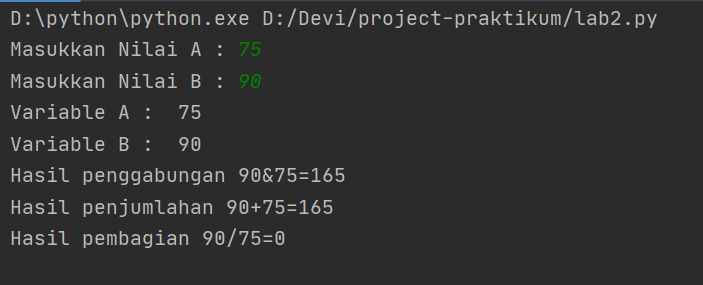 D:\python\python.exe D:/Devi/project-praktikum/lab2.py
Masukkan Nilai A : 75
Masukkan Nilai B : 90
Variable A :  75
Variable B :  90
Hasil penggabungan 90&75=165
Hasil penjumlahan 90+75=165
Hasil pembagian 90/75=0